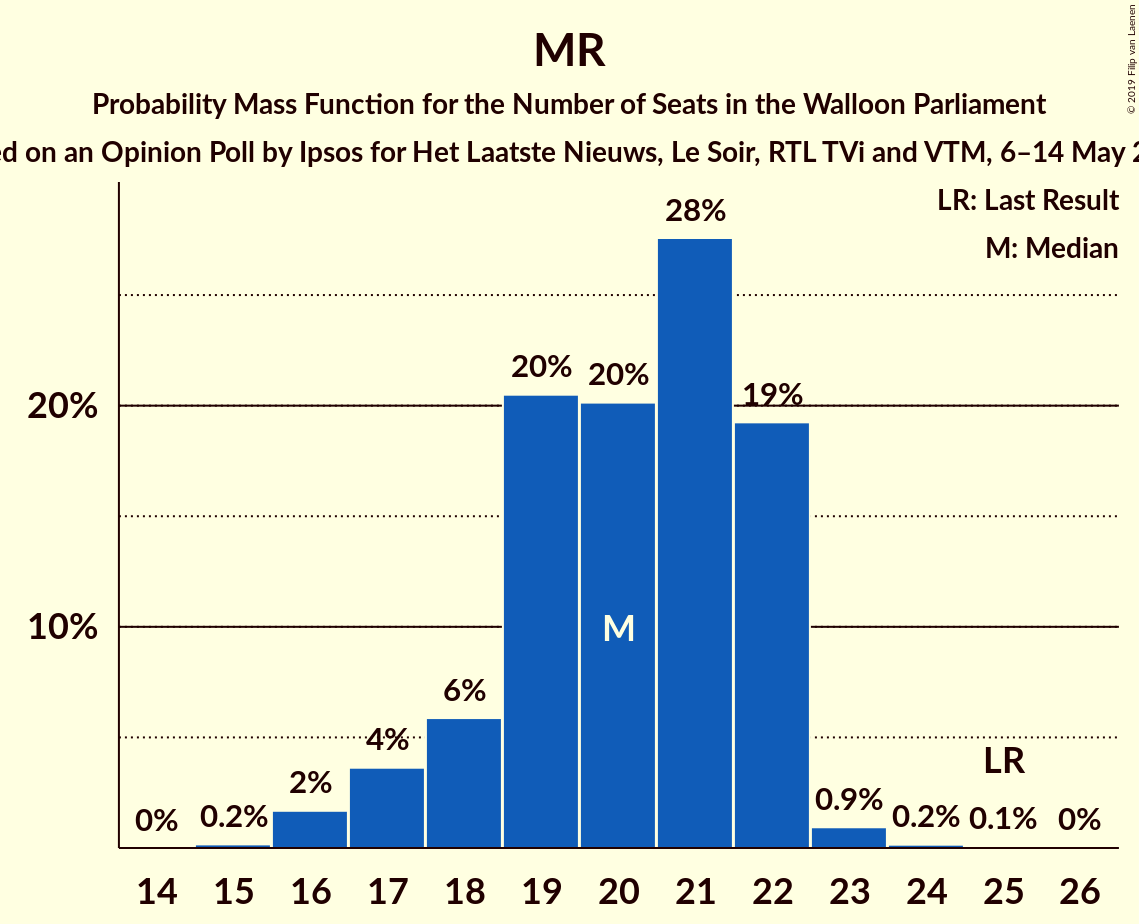 MR
Probability Mass Function for the Number of Seats in the Walloon Parliament
on an Opinion Poll by Ipsos for Het Laatste Nieuws, Le Soir, RTL TVi and VTM, 6–14 May
© 2019 Filip van Laenen
LR: Last Result
M: Median
28%
20%
20%
19%
20%
10%
M
6%
4%
2%
0%
0.2%
LR
0.9%
0.2%
0.1%
0%
14 15 16 17 18 19 20 21 22 23 24 25 26